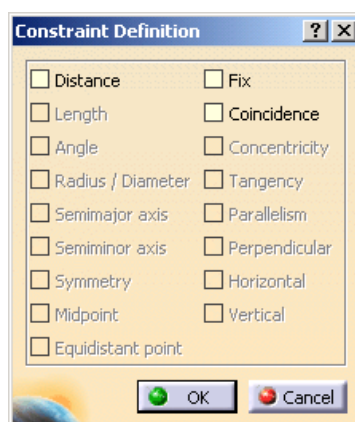 Constraint Definition ? X
Distance Fix
Length Coincidence
Angle Concentricity
Radius / Diameter Tangency
Semimajor axis Parallelism
Semiminor axis Perpendicular
Symmetry Horizontal
Midpoint Vertical
Equidistant point
OK Cancel